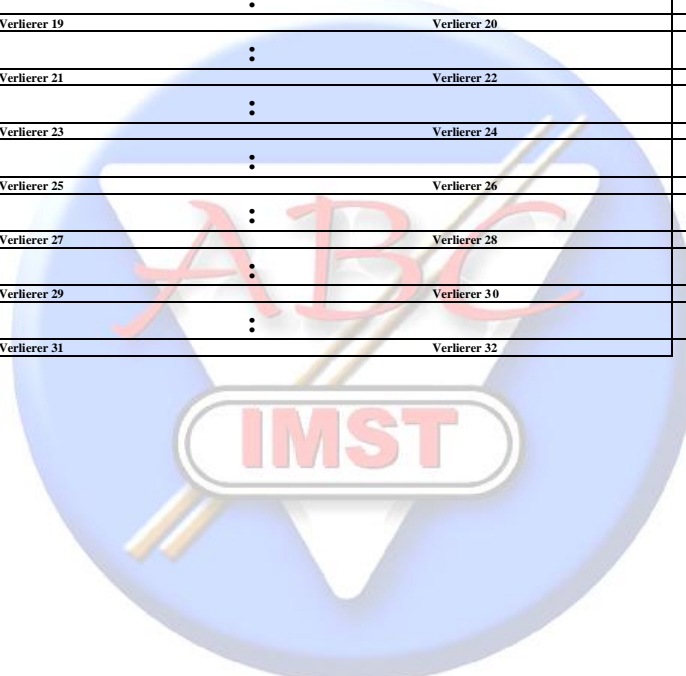 :
Verlierer 19 Verlierer 20
:
Verlierer 21 Verlierer 22
:
Verlierer 23 Verlierer 24
:
Verlierer 25 Verlierer 26
:
Verlierer 27 Verlierer 28
:
Verlierer 29 Verlierer 30
:
Verlierer 31 Verlierer 32
ABC
IMST